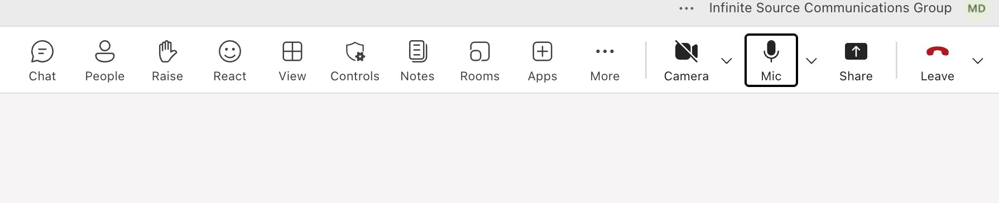 Infinite Source Communications Group MD
Chat People Raise React View Controls Notes Rooms Apps More Camera Mic Share Leave